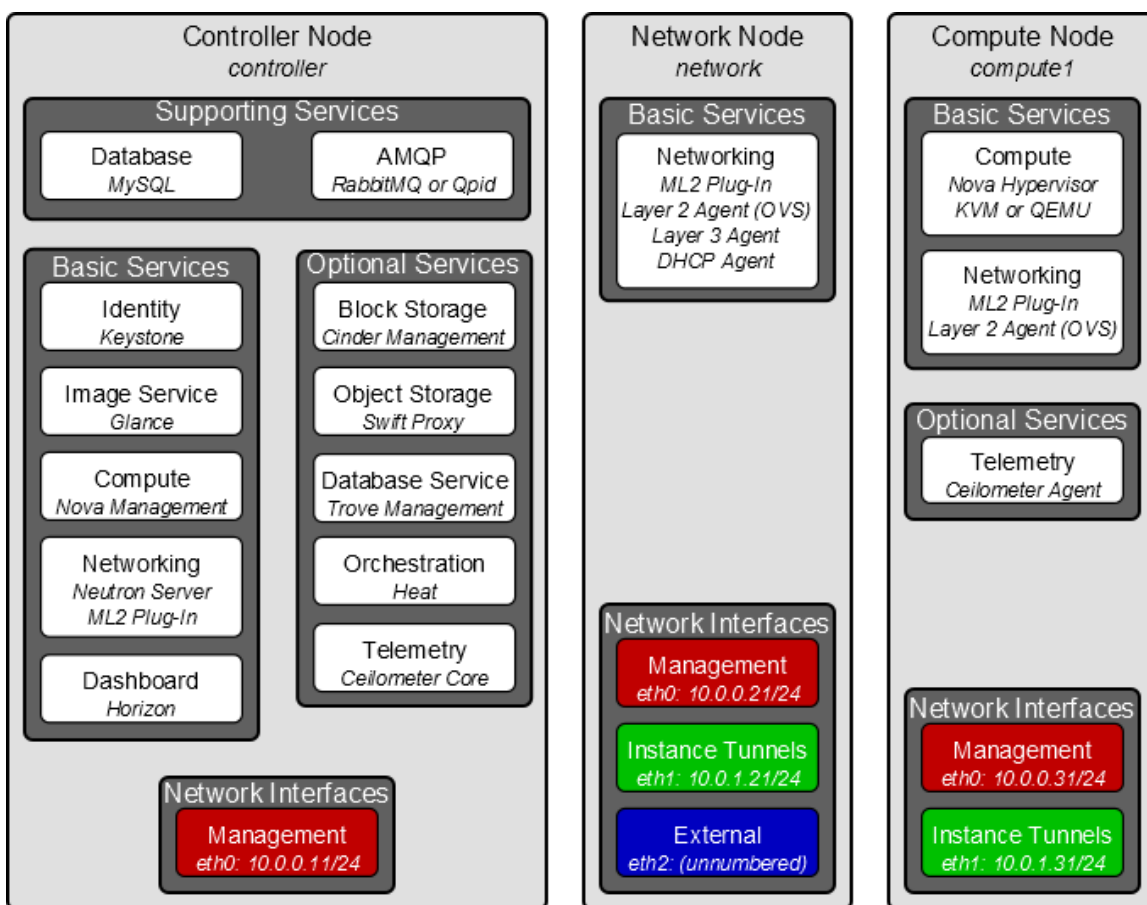 Controller Node
controller
Supporting Services
Database
MySQL
AMQP
RabbitMQ or Qpid
Basic Services
Identity
Keystone
Image Service
Glance
Compute
Nova Management
Networking
Neutron Server
ML2 Plug-In
Dashboard
Horizon
Optional Services
Block Storage
Cinder Management
Object Storage
Swift Proxy
Database Service
Trove Management
Orchestration
Heat
Telemetry
Ceilometer Core
Network Interfaces
Management
eth0: 10.0.0.11/24
Network Node
network
Basic Services
Networking
ML2 Plug-In
Layer 2 Agent (OVS)
Layer 3 Agent
DHCP Agent
Network Interfaces
Management
eth0: 10.0.0.21/24
Instance Tunnels
eth1: 10.0.1.21/24
External
eth2: (unnumbered)
Compute Node
compute1
Basic Services
Compute
Nova Hypervisor
KVM or QEMU
Networking
ML2 Plug-In
Layer 2 Agent (OVS)
Optional Services
Telemetry
Ceilometer Agent
Network Interfaces
Management
eth0: 10.0.0.31/24
Instance Tunnels
eth1: 10.0.1.31/24